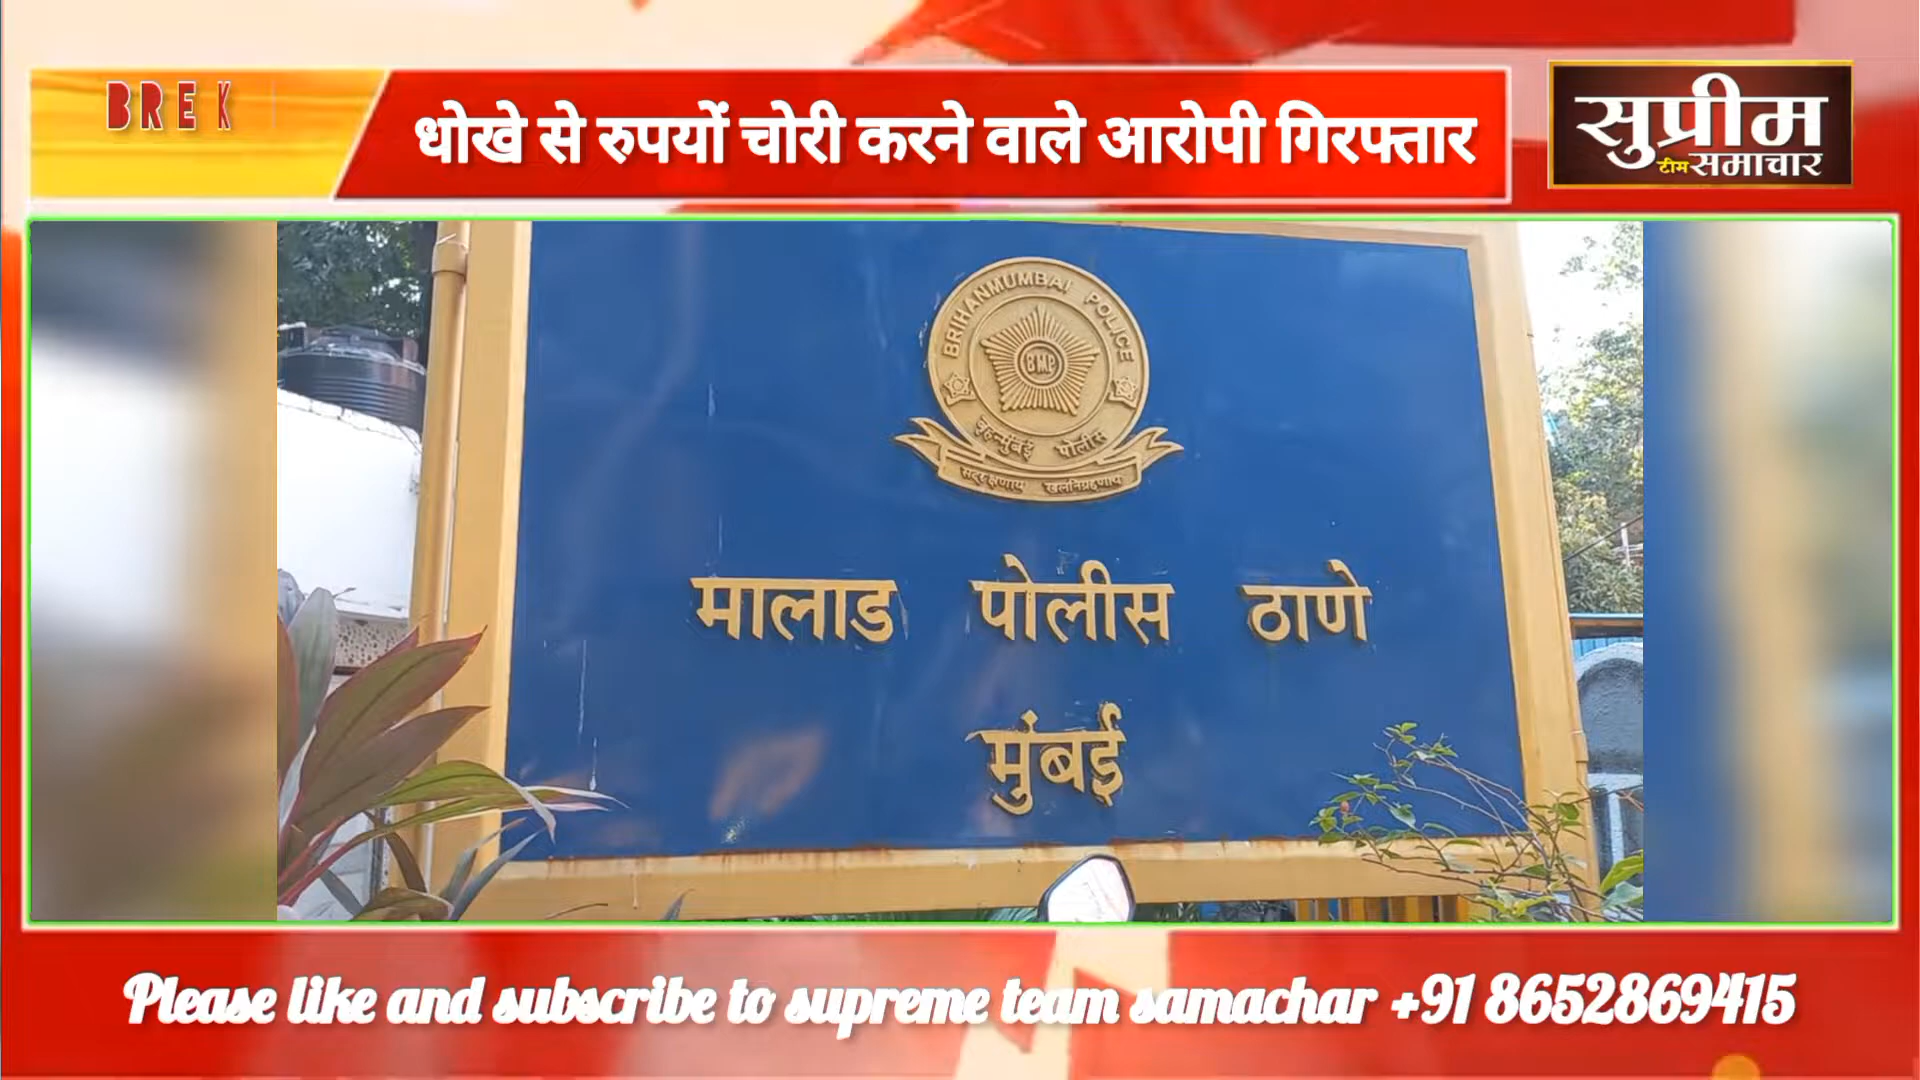 BREK
धोखे से रुपयों चोरी करने वाले आरोपी गिरफ्तार
सुप्रीम
टीम समाचार
BRIHANMUMBAI POLICE
BMP
बृहन्मुंबई पोलीस
सद्रक्षणाय खलनिग्रहणाय
मालाड पोलीस ठाणे
मुंबई
Please like and subscribe to supreme team samachar +91 8652869415